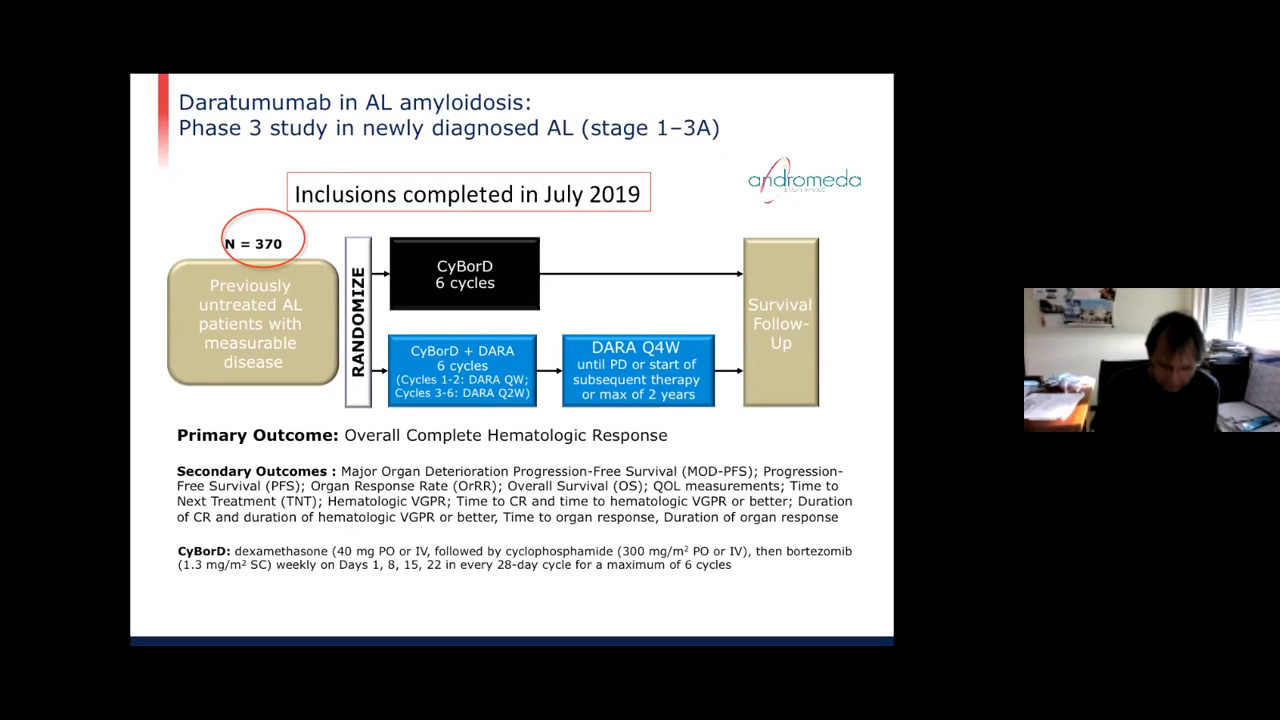 Daratumumab in AL amyloidosis:
Phase 3 study in newly diagnosed AL (stage 1–3A)
andromeda
Inclusions completed in July 2019
N = 370
Previously
untreated AL
patients with
measurable
disease
RANDOMIZE
CyBorD
6 cycles
CyBorD + DARA
6 cycles
(Cycles 1-2: DARA QW;
Cycles 3-6: DARA Q2W)
DARA Q4W
until PD or start of
subsequent therapy
or max of 2 years
Survival
Follow-
Up
Primary Outcome: Overall Complete Hematologic Response
Secondary Outcomes : Major Organ Deterioration Progression-Free Survival (MOD-PFS); Progression-
Free Survival (PFS); Organ Response Rate (OrRR); Overall Survival (OS); QOL measurements; Time to
Next Treatment (TNT); Hematologic VGPR; Time to CR and time to hematologic VGPR or better; Duration
of CR and duration of hematologic VGPR or better, Time to organ response, Duration of organ response
CyBorD: dexamethasone (40 mg PO or IV, followed by cyclophosphamide (300 mg/m² PO or IV), then bortezomib
(1.3 mg/m² SC) weekly on Days 1, 8, 15, 22 in every 28-day cycle for a maximum of 6 cycles